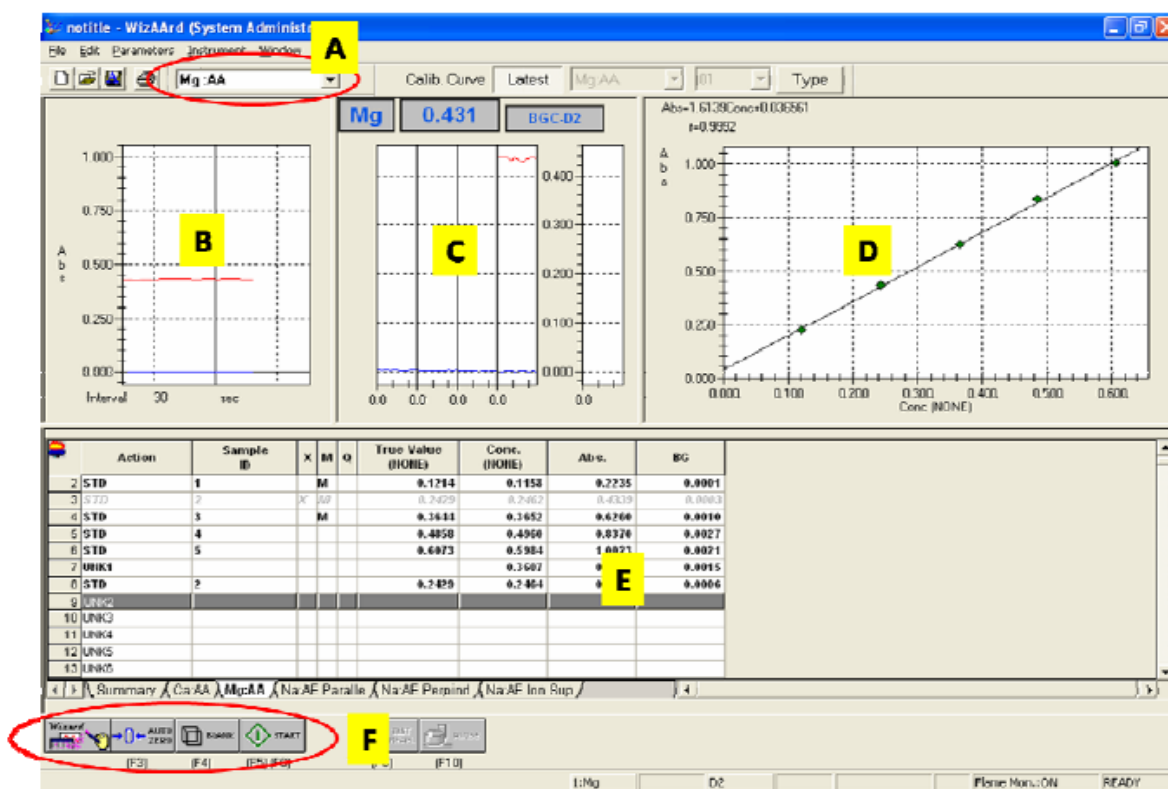 notitle - WizAArd (System Administ
File Edit Parameters Instrument Window
A
Mg:AA Calib. Curve Latest Mg:AA Type
Mg 0.431 BGC-D2
Abs=1.6139Conc+0.036561
r=0.9992
1.000
0.750
0.500
0.250
0.000
Abs
Interval 30 sec
B
0.400
0.300
0.200
0.100
0.000
0.0 0.0 0.0 0.0 0.0
C
Abs
1.000
0.750
0.500
0.250
0.000
0.000 0.100 0.200 0.300 0.400 0.500 0.600
Conc (NONE)
D
Action Sample ID X M Q True Value (NONE) Conc. (NONE) Abs. BG
2 STD 1 M 0.1214 0.1158 0.2235 0.0001
3 STD 2 X M 0.2429 0.2462 0.4339 0.0003
4 STD 3 M 0.3644 0.3652 0.6260 0.0010
5 STD 4 0.4858 0.4960 0.8370 0.0027
6 STD 5 0.6073 0.5984 1.0023 0.0021
7 UNK1 0.3607 0.0015
8 STD 2 0.2429 0.2464 0.0006
9 UNK2
10 UNK3
11 UNK4
12 UNK5
13 UNK6
E
Summary Ca:AA Mg:AA Na:AE Paralle Na:AE Perpind Na:AE Ion Sup
Wizard AUTO ZERO BLANK START
F
(F3) (F4) (F5) (F10)
1:Mg D2 Flame Mon.:ON READY